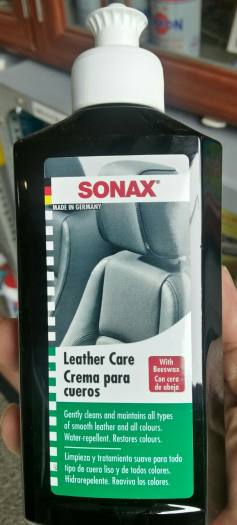 SONAX®
MADE IN GERMANY
Leather Care
Crema para
cueros
With
Beeswax
Con cera
de abeja
Gently cleans and maintains all types
of smooth leather and all colours.
Water-repellent. Restores colours.
Limpieza y tratamiento suave para todo
tipo de cuero liso y de todos colores.
Hidrarepelente. Reaviva los colores.